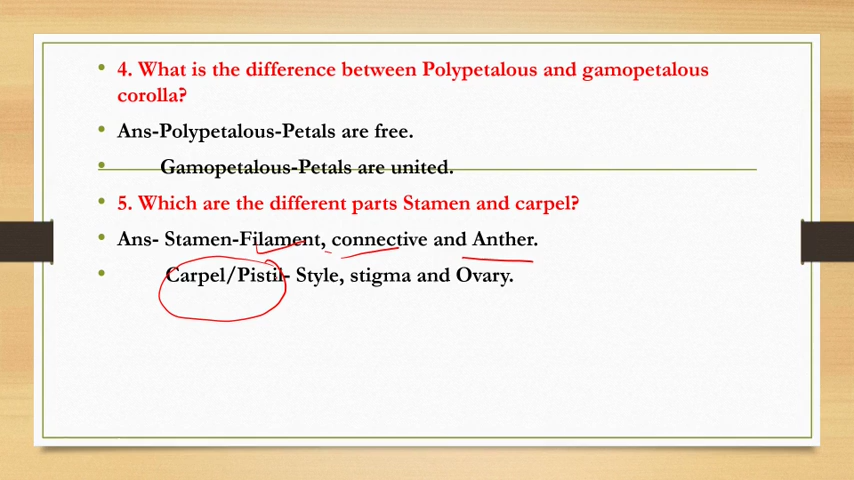 • 4. What is the difference between Polypetalous and gamopetalous
corolla?
• Ans-Polypetalous-Petals are free.
• Gamopetalous-Petals are united.
• 5. Which are the different parts Stamen and carpel?
• Ans- Stamen-Filament, connective and Anther.
• Carpel/Pistil- Style, stigma and Ovary.